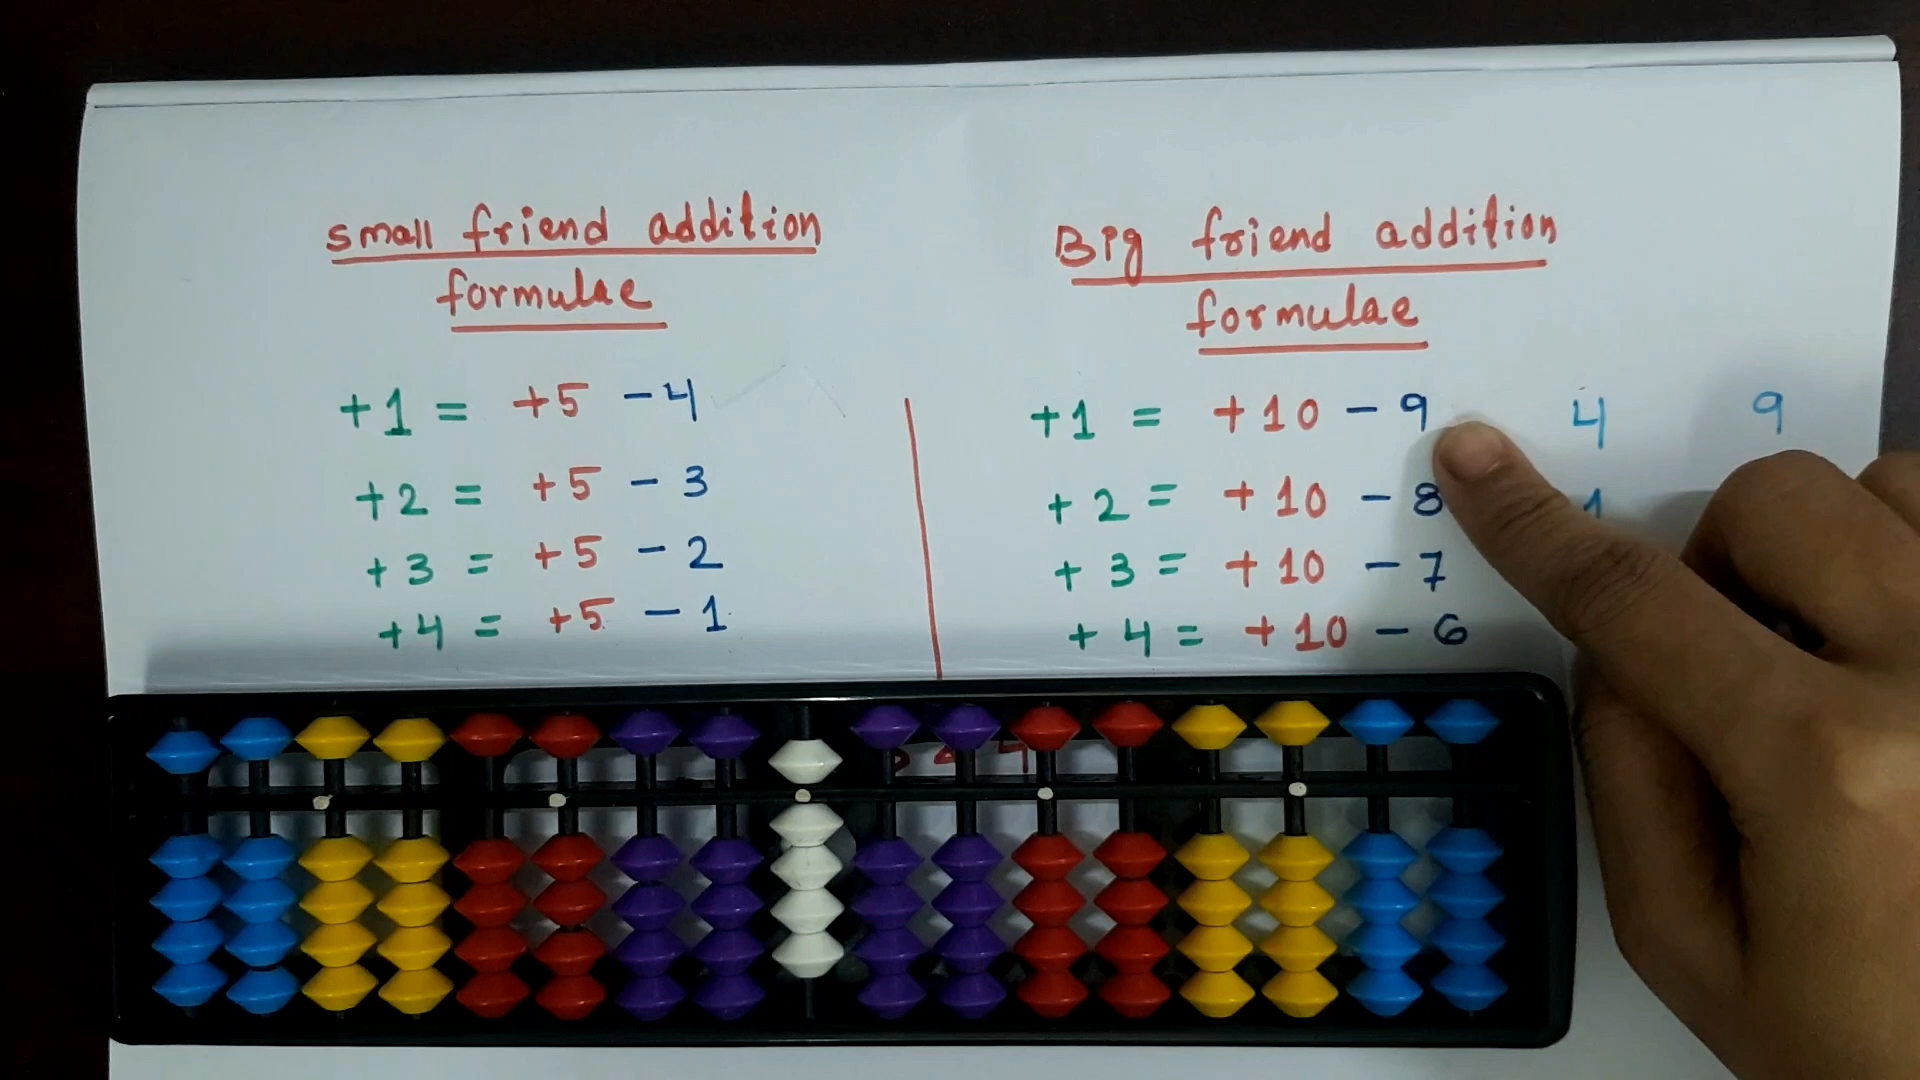 small friend addition
formulae
+1 = +5 - 4
+2 = +5 - 3
+3 = +5 - 2
+4 = +5 - 1
Big friend addition
formulae
+1 = +10 - 9
+2 = +10 - 8
+3 = +10 - 7
+4 = +10 - 6
4 9
1